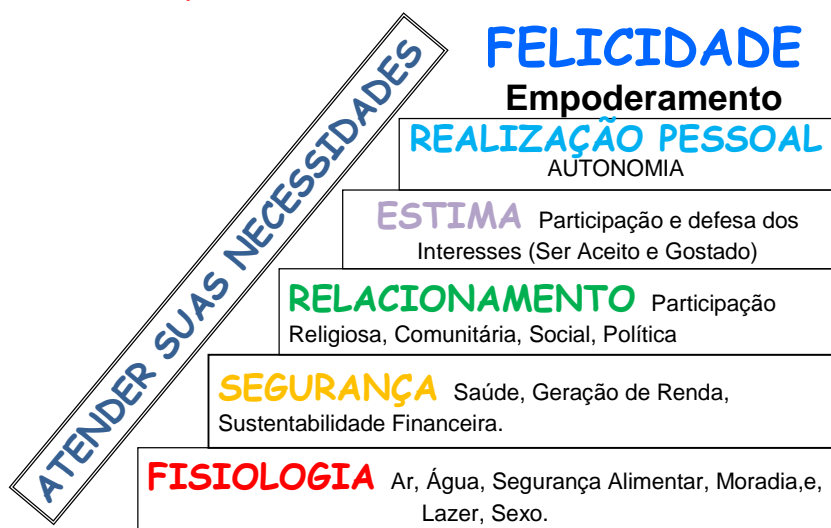 FELICIDADE
Empoderamento
REALIZAÇÃO PESSOAL
AUTONOMIA
ESTIMA Participação e defesa dos
Interesses (Ser Aceito e Gostado)
RELACIONAMENTO Participação
Religiosa, Comunitária, Social, Política
SEGURANÇA Saúde, Geração de Renda,
Sustentabilidade Financeira.
FISIOLOGIA Ar, Água, Segurança Alimentar, Moradia,e,
Lazer, Sexo.
ATENDER SUAS NECESSIDADES